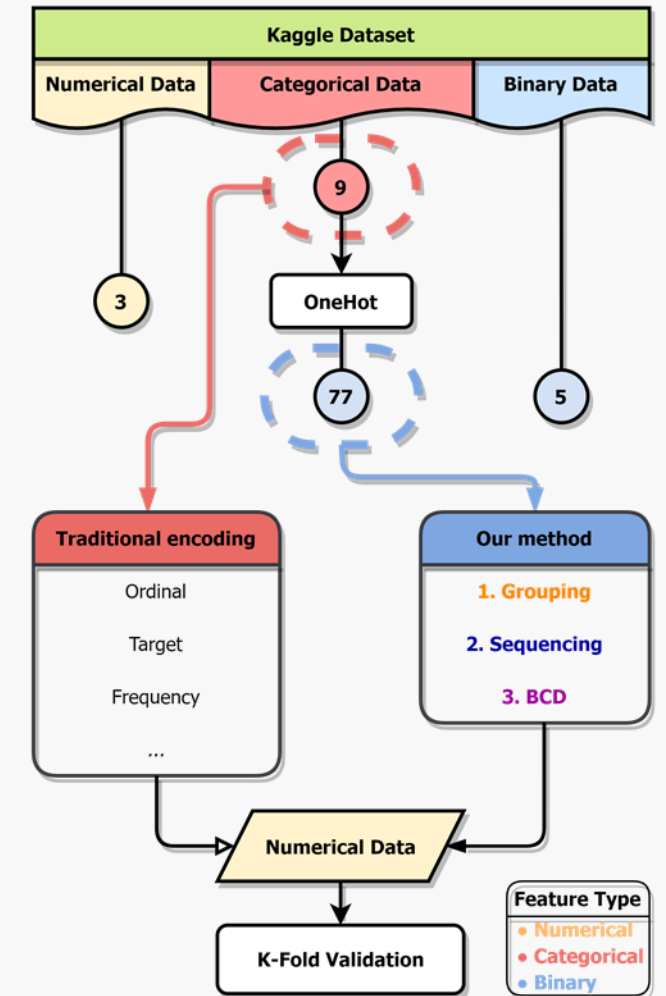 Kaggle Dataset
Numerical Data
Categorical Data
Binary Data
9
3
OneHot
77
5
Traditional encoding
Ordinal
Target
Frequency
...
Our method
1. Grouping
2. Sequencing
3. BCD
Numerical Data
K-Fold Validation
Feature Type
• Numerical
• Categorical
• Binary